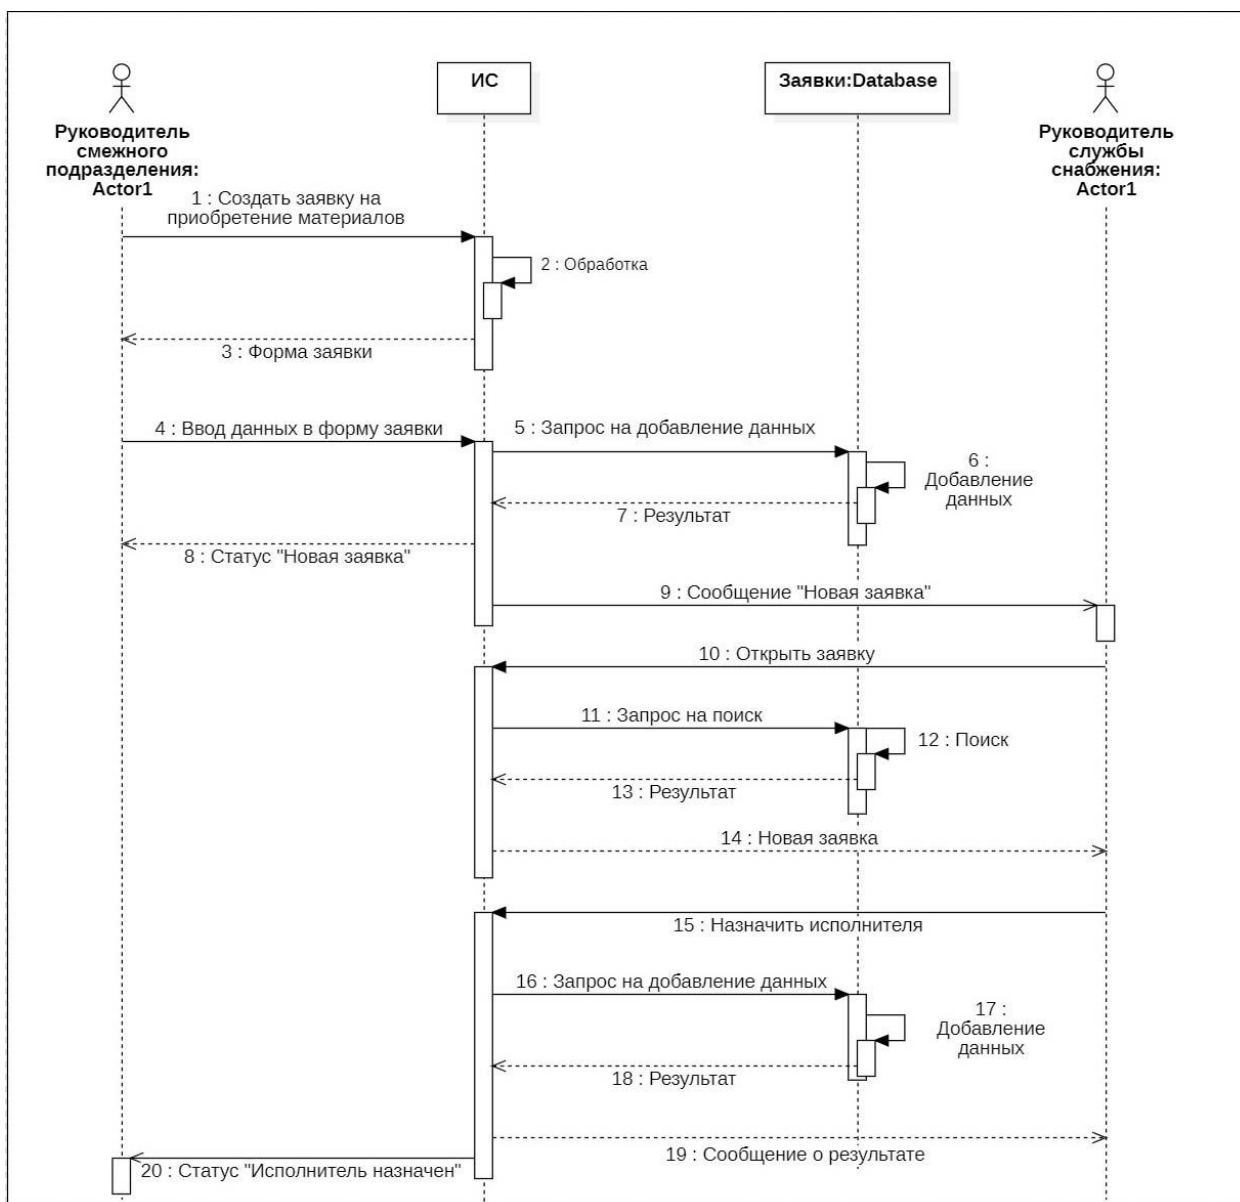 ИС
Заявки:Database
Руководитель
смежного
подразделения:
Actor1
Руководитель
службы
снабжения:
Actor1
1 : Создать заявку на
приобретение материалов
2 : Обработка
3 : Форма заявки
4 : Ввод данных в форму заявки
5 : Запрос на добавление данных
6 :
Добавление
данных
7 : Результат
8 : Статус "Новая заявка"
9 : Сообщение "Новая заявка"
10 : Открыть заявку
11 : Запрос на поиск
12 : Поиск
13 : Результат
14 : Новая заявка
15 : Назначить исполнителя
16 : Запрос на добавление данных
17 :
Добавление
данных
18 : Результат
19 : Сообщение о результате
20 : Статус "Исполнитель назначен"